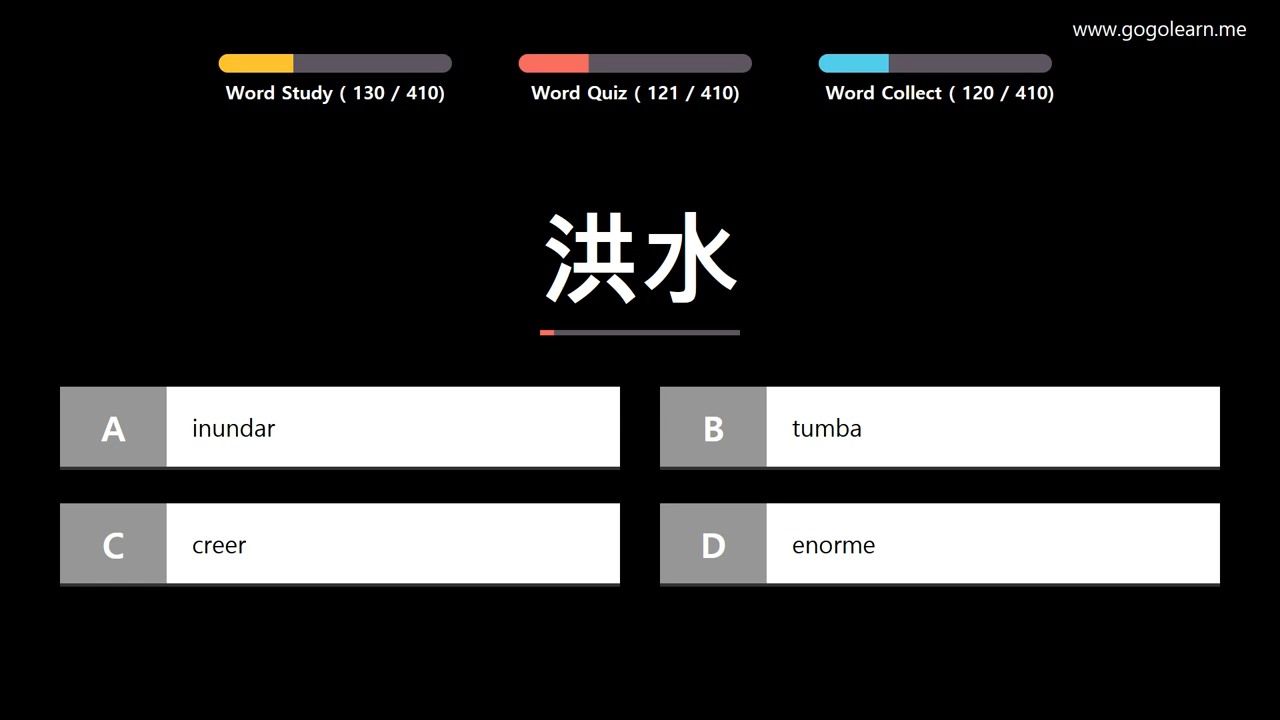 www.gogolearn.me
Word Study ( 130 / 410)
Word Quiz ( 121 / 410)
Word Collect ( 120 / 410)
洪水
A inundar
B tumba
C creer
D enorme